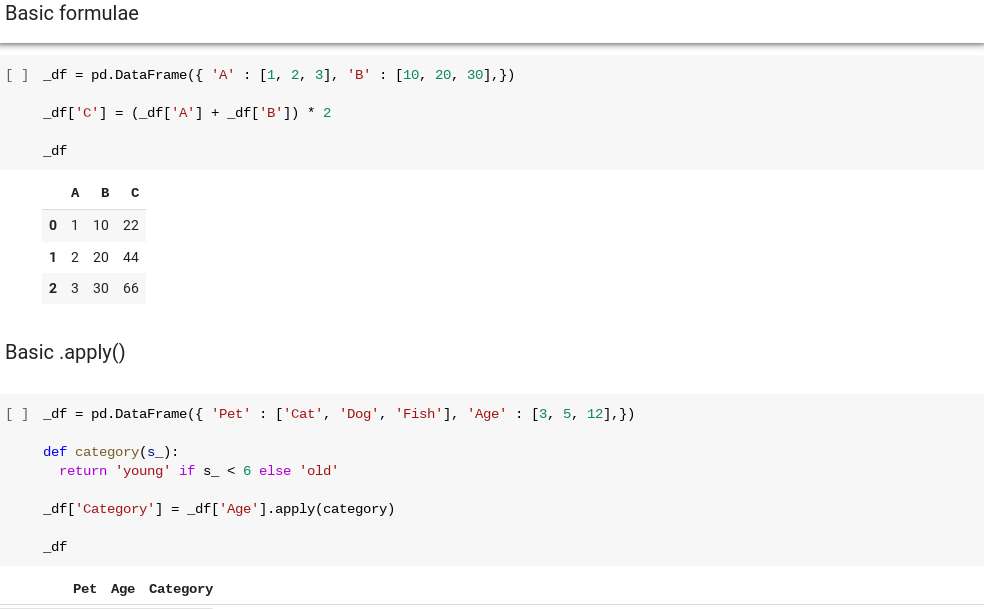 Basic formulae
[ ] _df = pd.DataFrame({ 'A' : [1, 2, 3], 'B' : [10, 20, 30],})
_df['C'] = (_df['A'] + _df['B']) * 2
_df
A B C
0 1 10 22
1 2 20 44
2 3 30 66
Basic .apply()
[ ] _df = pd.DataFrame({ 'Pet' : ['Cat', 'Dog', 'Fish'], 'Age' : [3, 5, 12],})
def category(s_):
  return 'young' if s_ < 6 else 'old'
_df['Category'] = _df['Age'].apply(category)
_df
Pet Age Category